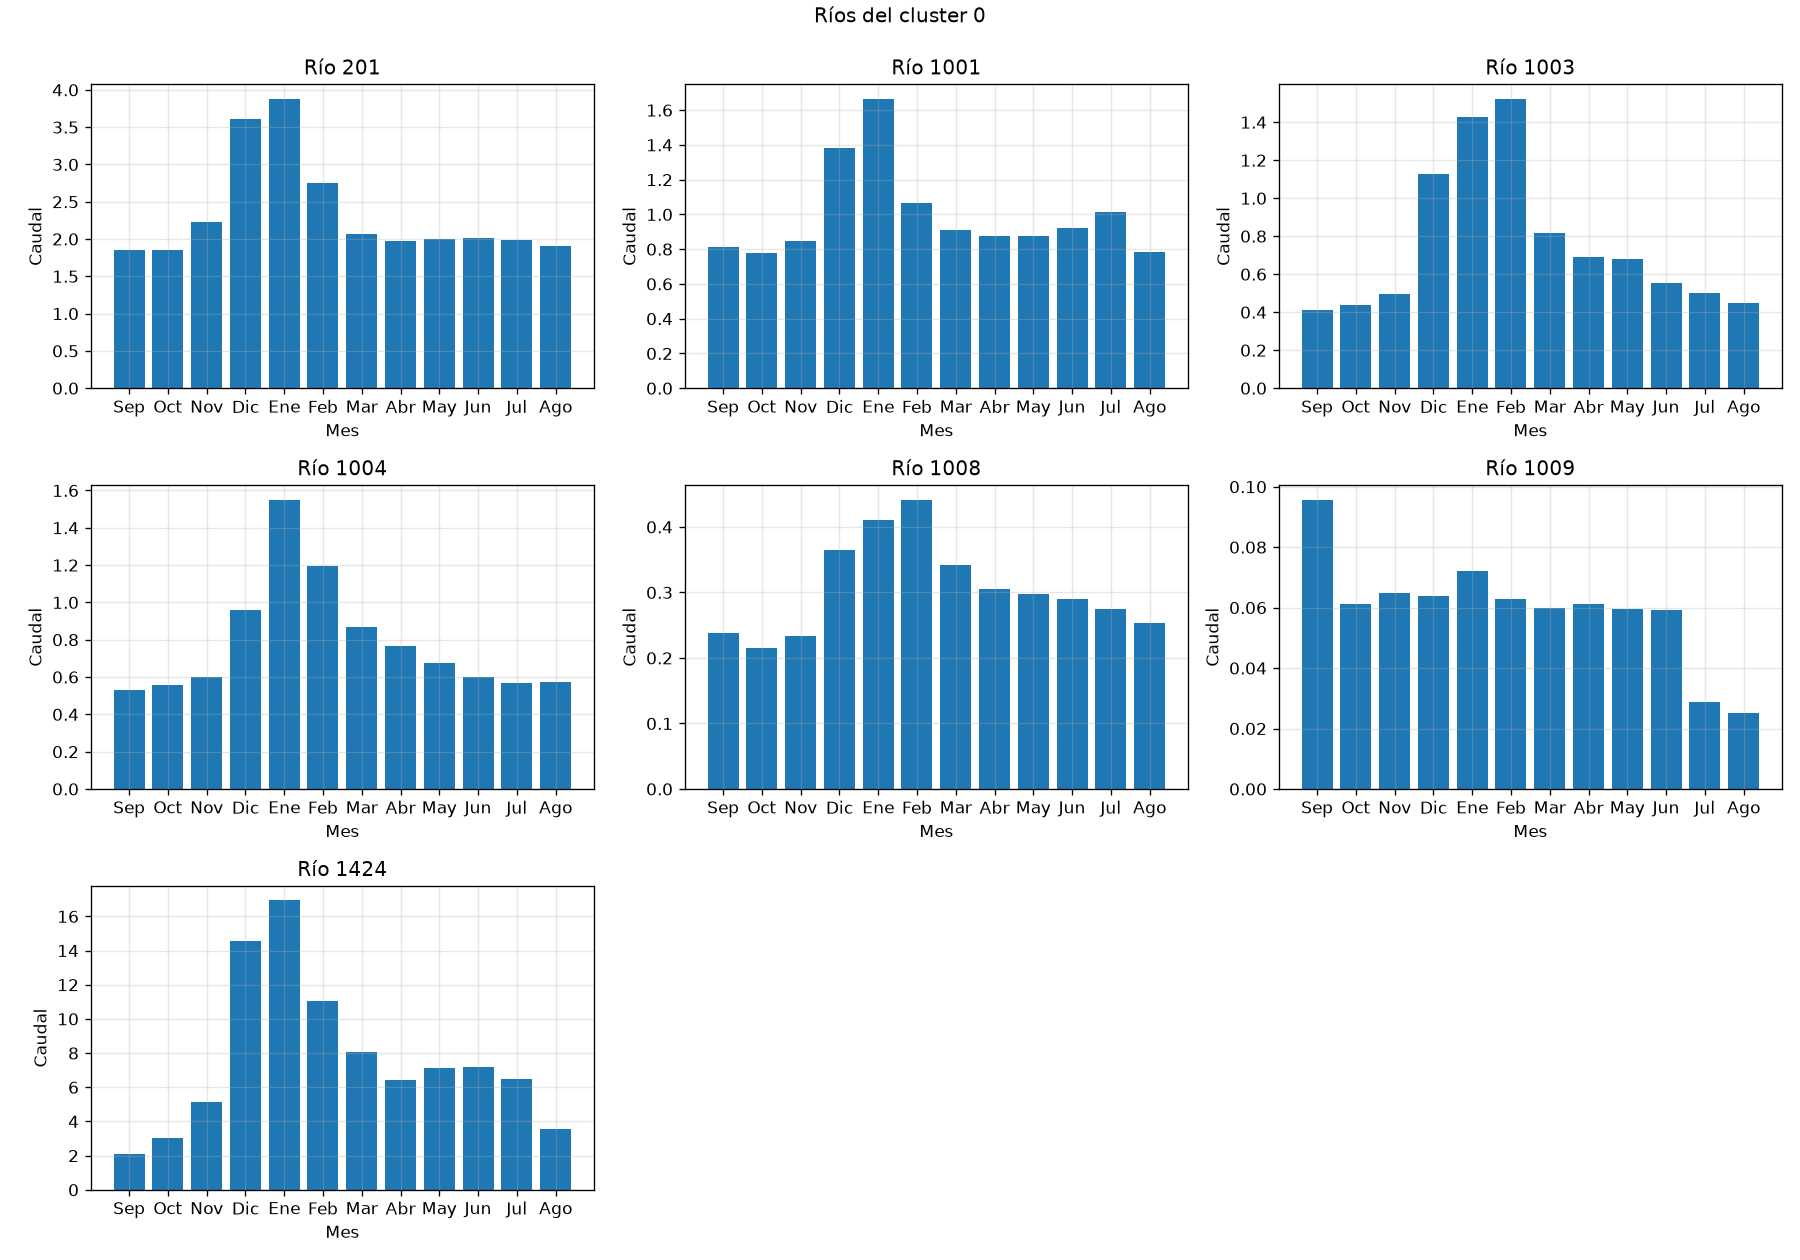 Ríos del cluster 0
Río 201
4.0
3.5
3.0
2.5
2.0
1.5
1.0
0.5
0.0
Caudal
Sep Oct Nov Dic Ene Feb Mar Abr May Jun Jul Ago
Mes
Río 1001
1.6
1.4
1.2
1.0
0.8
0.6
0.4
0.2
0.0
Caudal
Sep Oct Nov Dic Ene Feb Mar Abr May Jun Jul Ago
Mes
Río 1003
1.4
1.2
1.0
0.8
0.6
0.4
0.2
0.0
Caudal
Sep Oct Nov Dic Ene Feb Mar Abr May Jun Jul Ago
Mes
Río 1004
1.6
1.4
1.2
1.0
0.8
0.6
0.4
0.2
0.0
Caudal
Sep Oct Nov Dic Ene Feb Mar Abr May Jun Jul Ago
Mes
Río 1008
0.4
0.3
0.2
0.1
0.0
Caudal
Sep Oct Nov Dic Ene Feb Mar Abr May Jun Jul Ago
Mes
Río 1009
0.10
0.08
0.06
0.04
0.02
0.00
Caudal
Sep Oct Nov Dic Ene Feb Mar Abr May Jun Jul Ago
Mes
Río 1424
16
14
12
10
8
6
4
2
0
Caudal
Sep Oct Nov Dic Ene Feb Mar Abr May Jun Jul Ago
Mes